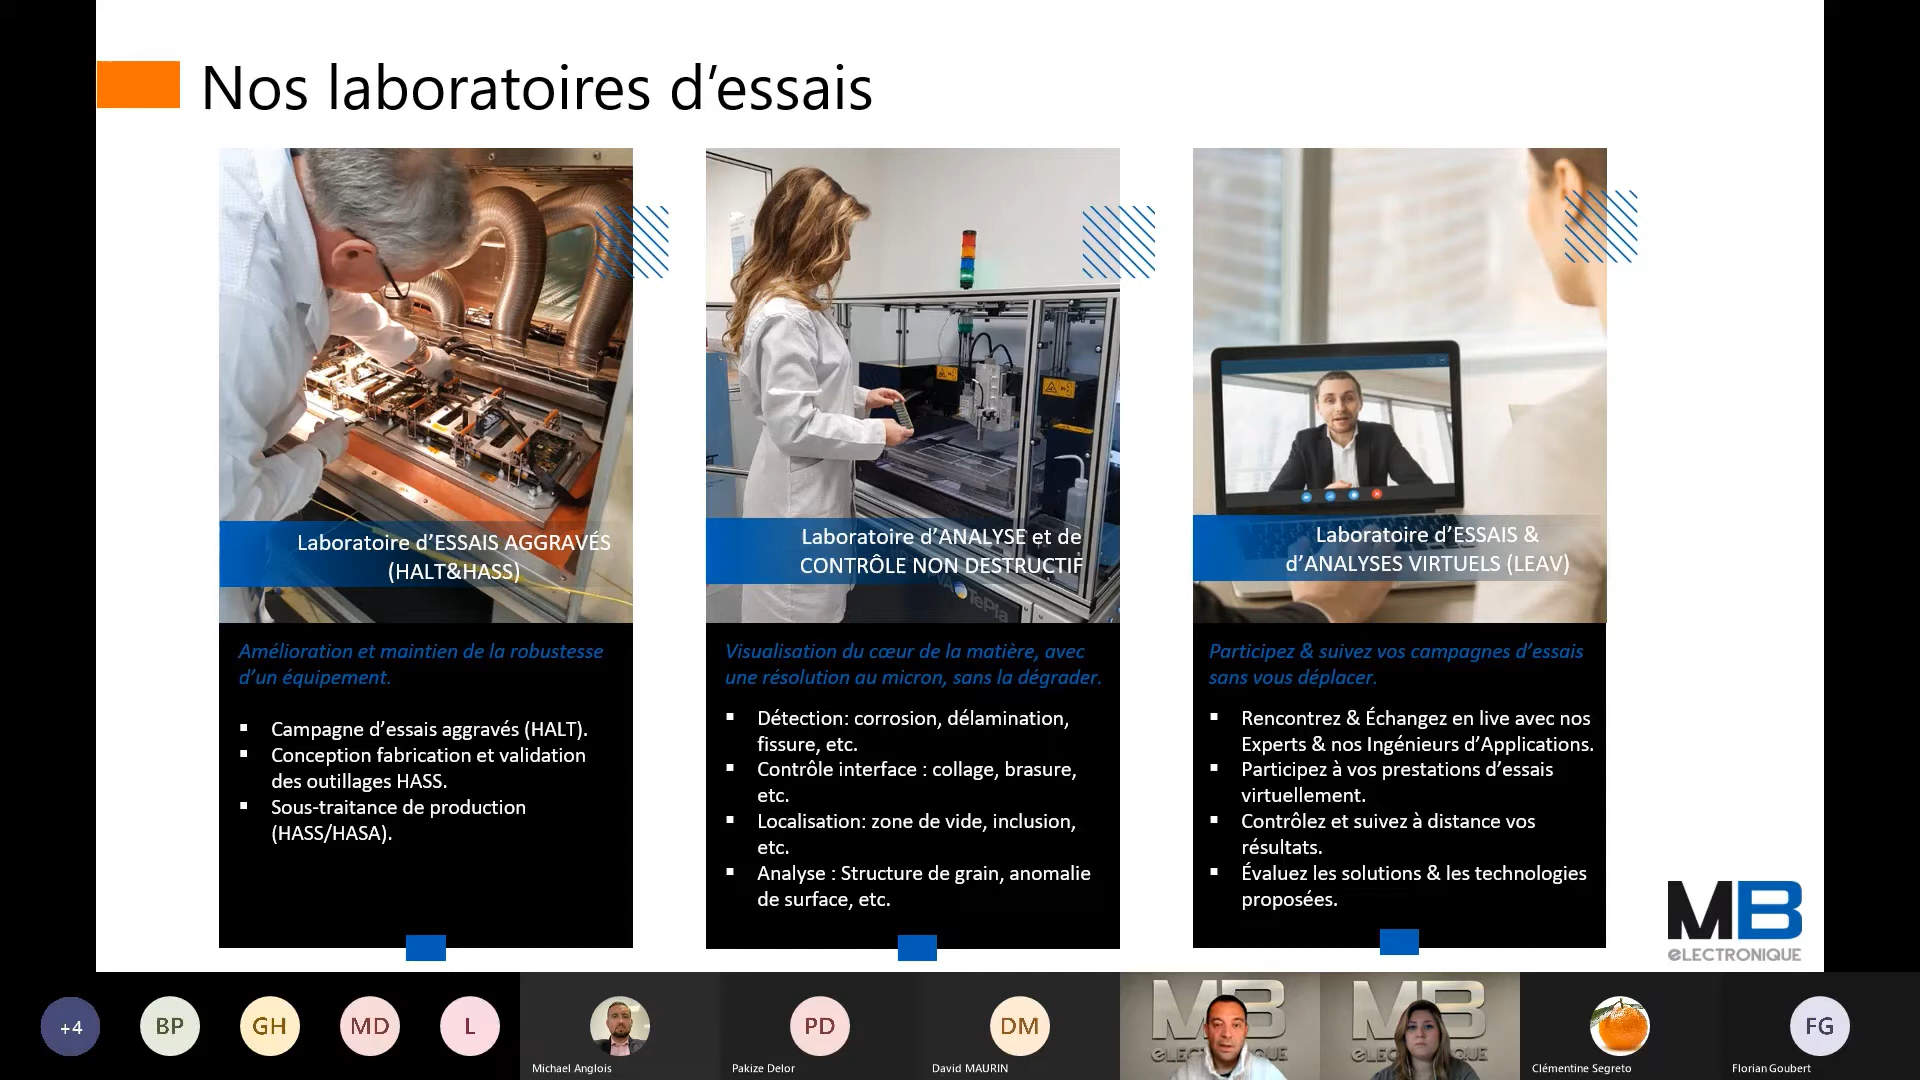 Nos laboratoires d’essais
Laboratoire d’ESSAIS AGGRAVÉS
(HALT&HASS)
Amélioration et maintien de la robustesse
d’un équipement.
▪ Campagne d’essais aggravés (HALT).
▪ Conception fabrication et validation
des outillages HASS.
▪ Sous-traitance de production
(HASS/HASA).
Laboratoire d’ANALYSE et de
CONTRÔLE NON DESTRUCTIF
PVA TePla
Visualisation du cœur de la matière, avec
une résolution au micron, sans la dégrader.
▪ Détection: corrosion, délamination,
fissure, etc.
▪ Contrôle interface : collage, brasure,
etc.
▪ Localisation: zone de vide, inclusion,
etc.
▪ Analyse : Structure de grain, anomalie
de surface, etc.
Laboratoire d’ESSAIS &
d’ANALYSES VIRTUELS (LEAV)
Participez & suivez vos campagnes d’essais
sans vous déplacer.
▪ Rencontrez & Échangez en live avec nos
Experts & nos Ingénieurs d’Applications.
▪ Participez à vos prestations d’essais
virtuellement.
▪ Contrôlez et suivez à distance vos
résultats.
▪ Évaluez les solutions & les technologies
proposées.
MB
eLECTRONIQUE
+4
BP
GH
MD
L
Michael Anglois
PD
Pakize Delor
DM
David MAURIN
MB
MB
Clémentine Segreto
FG
Florian Goubert